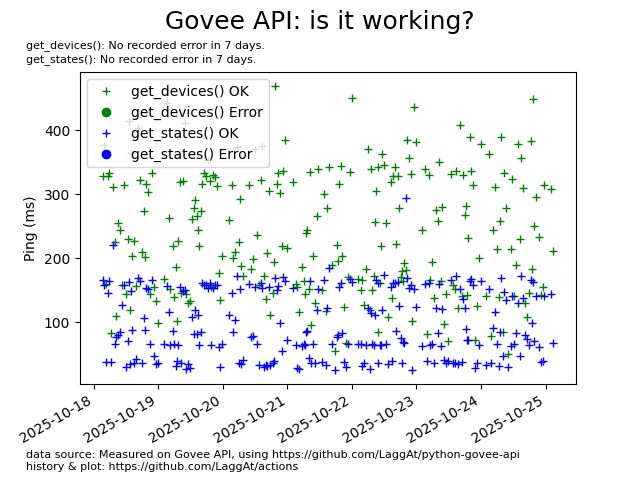 Govee API: is it working?
get_devices(): No recorded error in 7 days.
get_states(): No recorded error in 7 days.
get_devices() OK
get_devices() Error
get_states() OK
get_states() Error
Ping (ms)
400
300
200
100
2025-10-18
2025-10-19
2025-10-20
2025-10-21
2025-10-22
2025-10-23
2025-10-24
2025-10-25
data source: Measured on Govee API, using https://github.com/LaggAt/python-govee-api
history & plot: https://github.com/LaggAt/actions